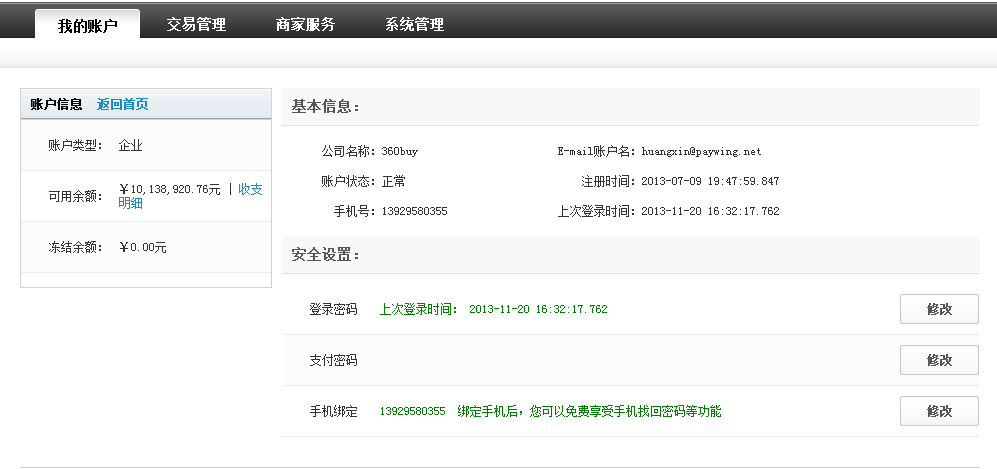 我的账户 交易管理 商家服务 系统管理
账户信息 返回首页
账户类型： 企业
可用余额： ￥10,138,920.76元 | 收支
明细
冻结余额： ￥0.00元
基本信息：
公司名称：360buy E-mail账户名：huangxin@paywing.net
账户状态：正常 注册时间：2013-07-09 19:47:59.847
手机号：13929580355 上次登录时间：2013-11-20 16:32:17.762
安全设置：
登录密码 上次登录时间： 2013-11-20 16:32:17.762 修改
支付密码 修改
手机绑定 13929580355 绑定手机后，您可以免费享受手机找回密码等功能 修改